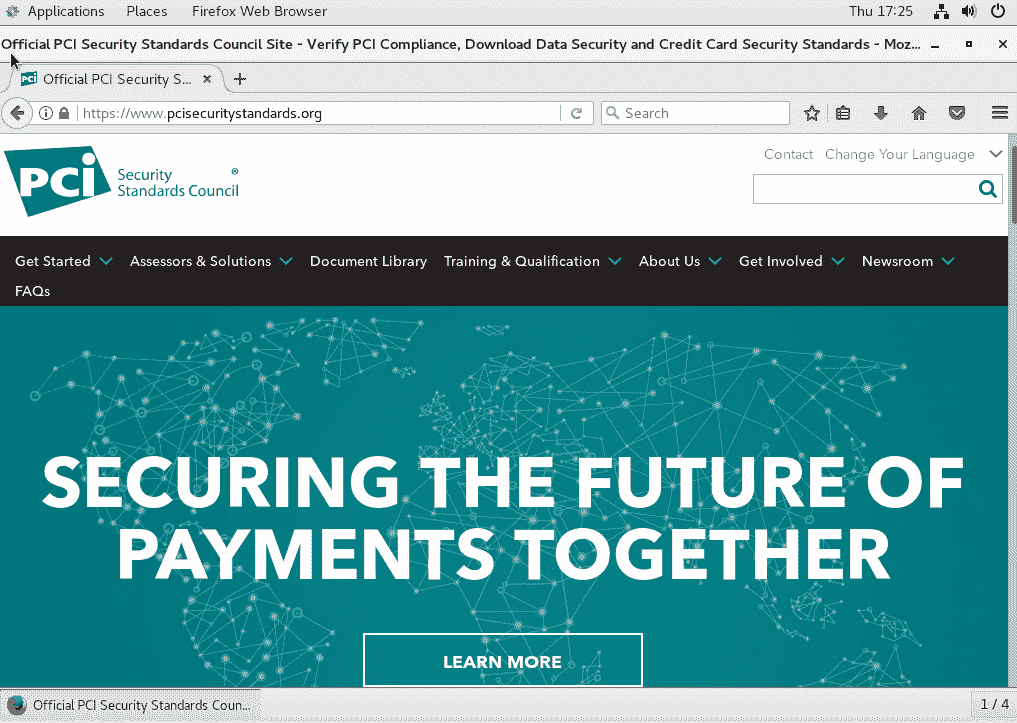 Applications Places Firefox Web Browser Thu 17:25
Official PCI Security Standards Council Site - Verify PCI Compliance, Download Data Security and Credit Card Security Standards - Moz...
PCI Official PCI Security S...
https://www.pcisecuritystandards.org Search
Contact Change Your Language
PCI Security
Standards Council ®
Get Started Assessors & Solutions Document Library Training & Qualification About Us Get Involved Newsroom
FAQs
SECURING THE FUTURE OF
PAYMENTS TOGETHER
LEARN MORE
Official PCI Security Standards Coun... 1 / 4